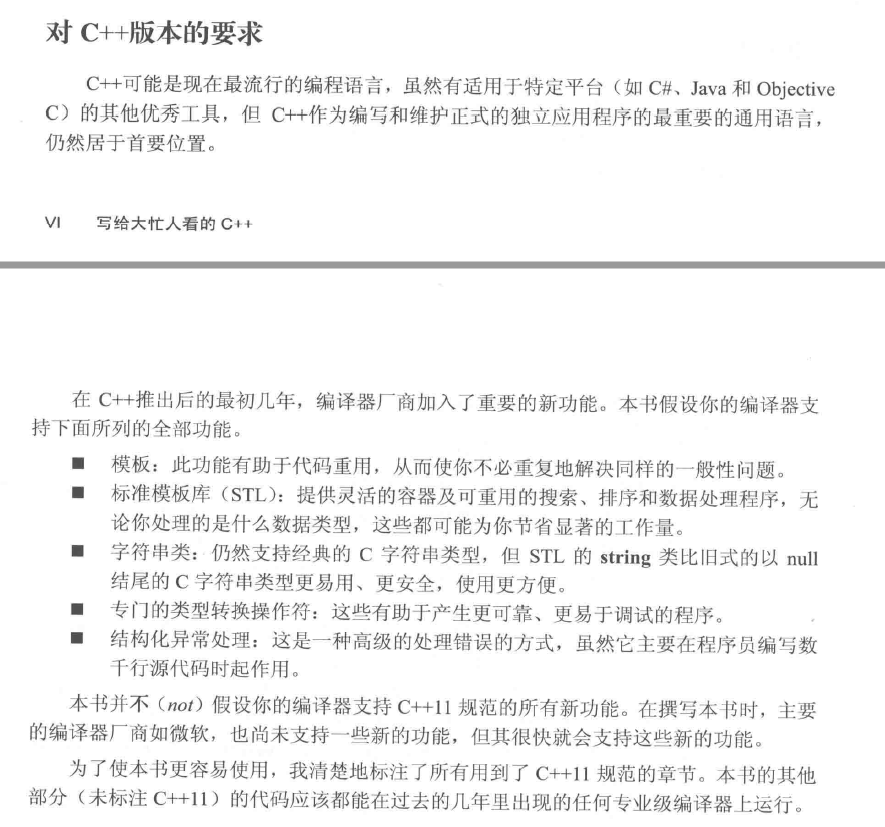 对 C++版本的要求
C++可能是现在最流行的编程语言，虽然有适用于特定平台（如 C#、Java 和 Objective
C）的其他优秀工具，但 C++作为编写和维护正式的独立应用程序的最重要的通用语言，
仍然居于首要位置。
VI 写给大忙人看的 C++
在 C++推出后的最初几年，编译器厂商加入了重要的新功能。本书假设你的编译器支
持下面所列的全部功能。
■ 模板：此功能有助于代码重用，从而使你不必重复地解决同样的一般性问题。
■ 标准模板库（STL）：提供灵活的容器及可重用的搜索、排序和数据处理程序，无
论你处理的是什么数据类型，这些都可能为你节省显著的工作量。
■ 字符串类：仍然支持经典的 C 字符串类型，但 STL 的 string 类比旧式的以 null
结尾的 C 字符串类型更易用、更安全，使用更方便。
■ 专门的类型转换操作符：这些有助于产生更可靠、更易于调试的程序。
■ 结构化异常处理：这是一种高级的处理错误的方式，虽然它主要在程序员编写数
千行源代码时起作用。
本书并不（not）假设你的编译器支持 C++11 规范的所有新功能。在撰写本书时，主要
的编译器厂商如微软，也尚未支持一些新的功能，但其很快就会支持这些新的功能。
为了使本书更容易使用，我清楚地标注了所有用到了 C++11 规范的章节。本书的其他
部分（未标注 C++11）的代码应该都能在过去的几年里出现的任何专业级编译器上运行。